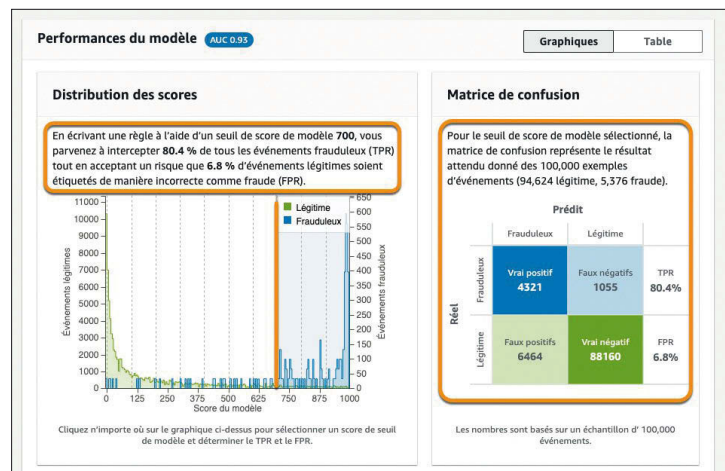 Performances du modèle AUC 0.93
Graphiques Table
Distribution des scores
En écrivant une règle à l'aide d'un seuil de score de modèle 700, vous
parvenez à intercepter 80.4 % de tous les événements frauduleux (TPR)
tout en acceptant un risque que 6.8 % d'événements légitimes soient
étiquetés de manière incorrecte comme fraude (FPR).
11000
10000
9000
8000
7000
6000
5000
4000
3000
2000
1000
0
Événements légitimes
Légitime
Frauduleux
650
600
550
500
450
400
350
300
250
200
150
100
50
0
Événements frauduleux
0 125 250 375 500 625 750 875 1000
Score du modèle
Cliquez n'importe où sur le graphique ci-dessus pour sélectionner un score de seuil
de modèle et déterminer le TPR et le FPR.
Matrice de confusion
Pour le seuil de score de modèle sélectionné, la
matrice de confusion représente le résultat
attendu donné des 100,000 exemples
d'événements (94,624 légitime, 5,376 fraude).
Prédit
Frauduleux Légitime
Réel
Frauduleux
Vrai positif
4321
Faux négatifs
1055
TPR
80.4%
Légitime
Faux positifs
6464
Vrai négatif
88160
FPR
6.8%
Les nombres sont basés sur un échantillon d' 100,000
événements.